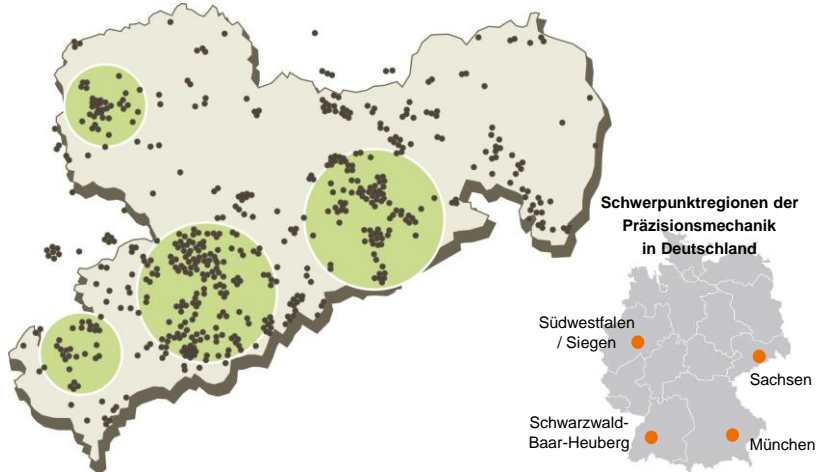 Schwerpunktregionen der
Präzisionsmechanik
in Deutschland
Südwestfalen
/ Siegen
Sachsen
Schwarzwald-
Baar-Heuberg
München